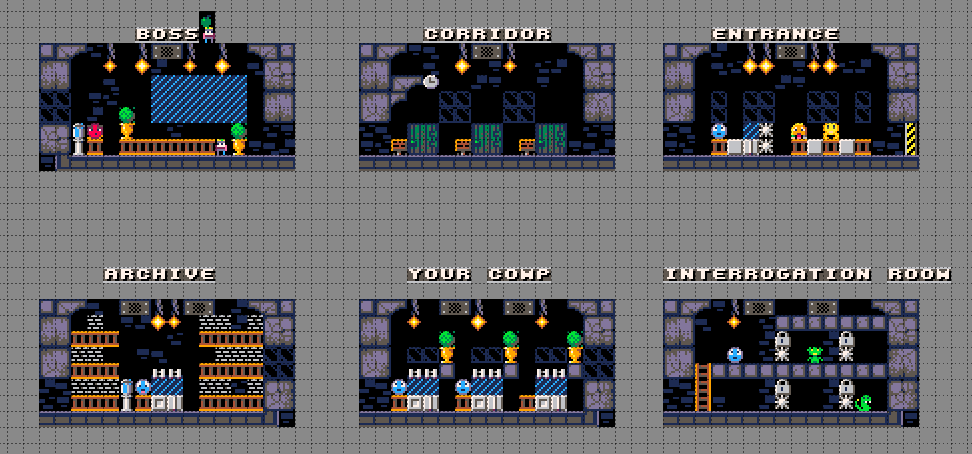 BOSS
CORRIDOR
ENTRANCE
ARCHIVE
YOUR COMP
INTERROGATION ROOM